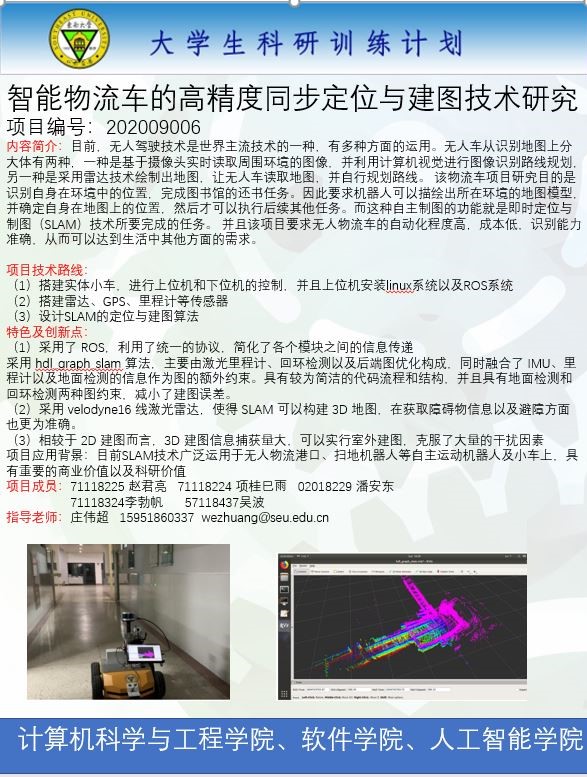 大学生科研训练计划
智能物流车的高精度同步定位与建图技术研究
项目编号：202009006
内容简介：目前，无人驾驶技术是世界主流技术的一种，有多种方面的运用。无人车从识别地图上分
大体有两种，一种是基于摄像头实时读取周围环境的图像，并利用计算机视觉进行图像识别路线规划，
另一种是采用雷达技术绘制出地图，让无人车读取地图，并自行规划路线。 该物流车项目研究目的是
识别自身在环境中的位置，完成图书馆的还书任务。因此要求机器人可以描绘出所在环境的地图模型，
并确定自身在地图上的位置，然后才可以执行后续其他任务。而这种自主制图的功能就是即时定位与
制图（SLAM）技术所要完成的任务。 并且该项目要求无人物流车的自动化程度高，成本低，识别能力
准确，从而可以达到生活中其他方面的需求。
项目技术路线：
（1）搭建实体小车，进行上位机和下位机的控制，并且上位机安装linux系统以及ROS系统
（2）搭建雷达、GPS、里程计等传感器
（3）设计SLAM的定位与建图算法
特色及创新点：
（1）采用了 ROS，利用了统一的协议，简化了各个模块之间的信息传递
采用 hdl_graph_slam 算法，主要由激光里程计、回环检测以及后端图优化构成，同时融合了 IMU、里
程计以及地面检测的信息作为图的额外约束。具有较为简洁的代码流程和结构，并且具有地面检测和
回环检测两种图约束，减小了建图误差。
（2）采用 velodyne16 线激光雷达，使得 SLAM 可以构建 3D 地图，在获取障碍物信息以及避障方面
也更为准确。
（3）相较于 2D 建图而言，3D 建图信息捕获量大，可以实行室外建图，克服了大量的干扰因素
项目应用背景：目前SLAM技术广泛运用于无人物流港口、扫地机器人等自主运动机器人及小车上，具
有重要的商业价值以及科研价值
项目成员：71118225 赵君亮 71118224 项桂巳雨 02018229 潘安东
71118324李勃帆 57118437吴波
指导老师：庄伟超 15951860337 wezhuang@seu.edu.cn
计算机科学与工程学院、软件学院、人工智能学院